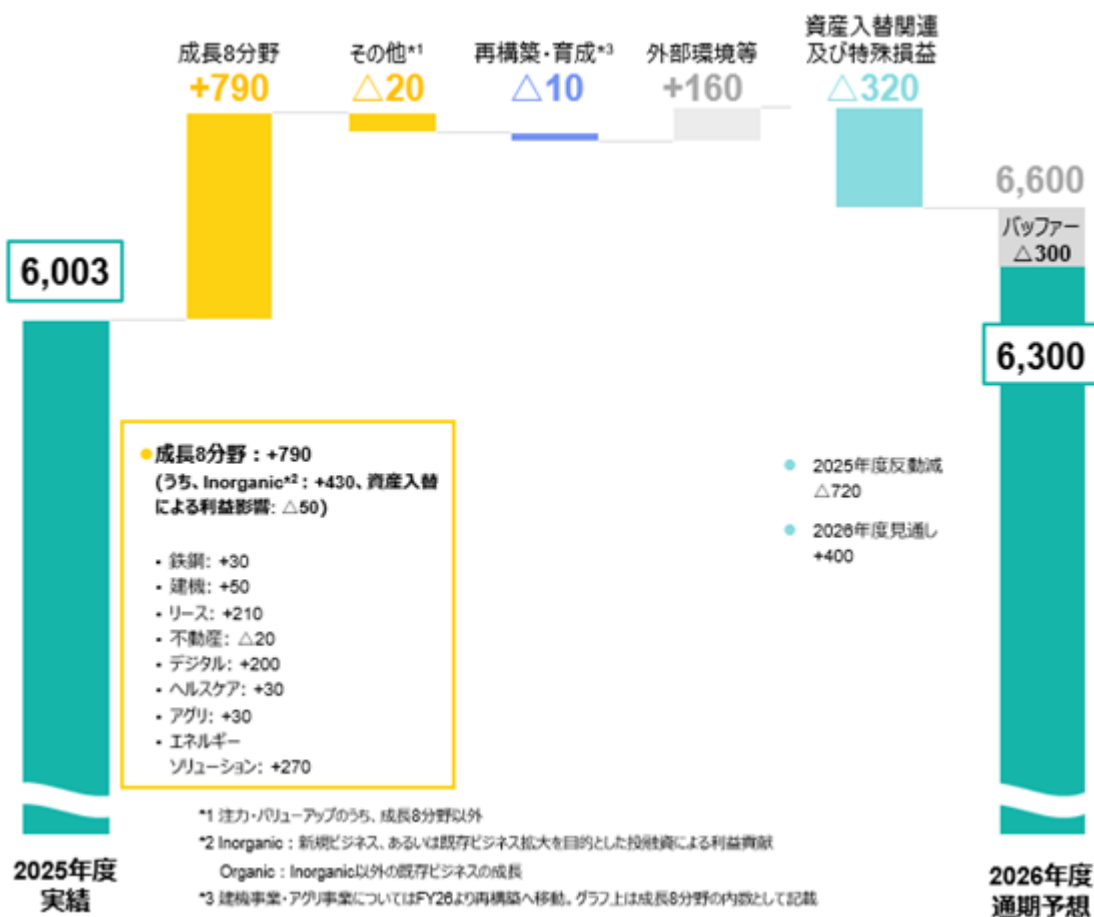 成長8分野
+790
その他*1
△20
再構築・育成*3
△10
外部環境等
+160
資産入替関連
及び特殊損益
△320
6,600
バッファー
△300
6,003
6,300
●成長8分野：+790
(うち、Inorganic*2：+430、資産入替
による利益影響: △50)
・鉄鋼: +30
・建機: +50
・リース: +210
・不動産: △20
・デジタル: +200
・ヘルスケア: +30
・アグリ: +30
・エネルギー
ソリューション: +270
● 2025年度反動減
△720
● 2026年度見通し
+400
*1 注力・バリューアップのうち、成長8分野以外
*2 Inorganic：新規ビジネス、あるいは既存ビジネス拡大を目的とした投融資による利益貢献
Organic：Inorganic以外の既存ビジネスの成長
*3 建機事業・アグリ事業についてはFY26より再構築へ移動。グラフ上は成長8分野の内数として記載
2025年度
実績
2026年度
通期予想